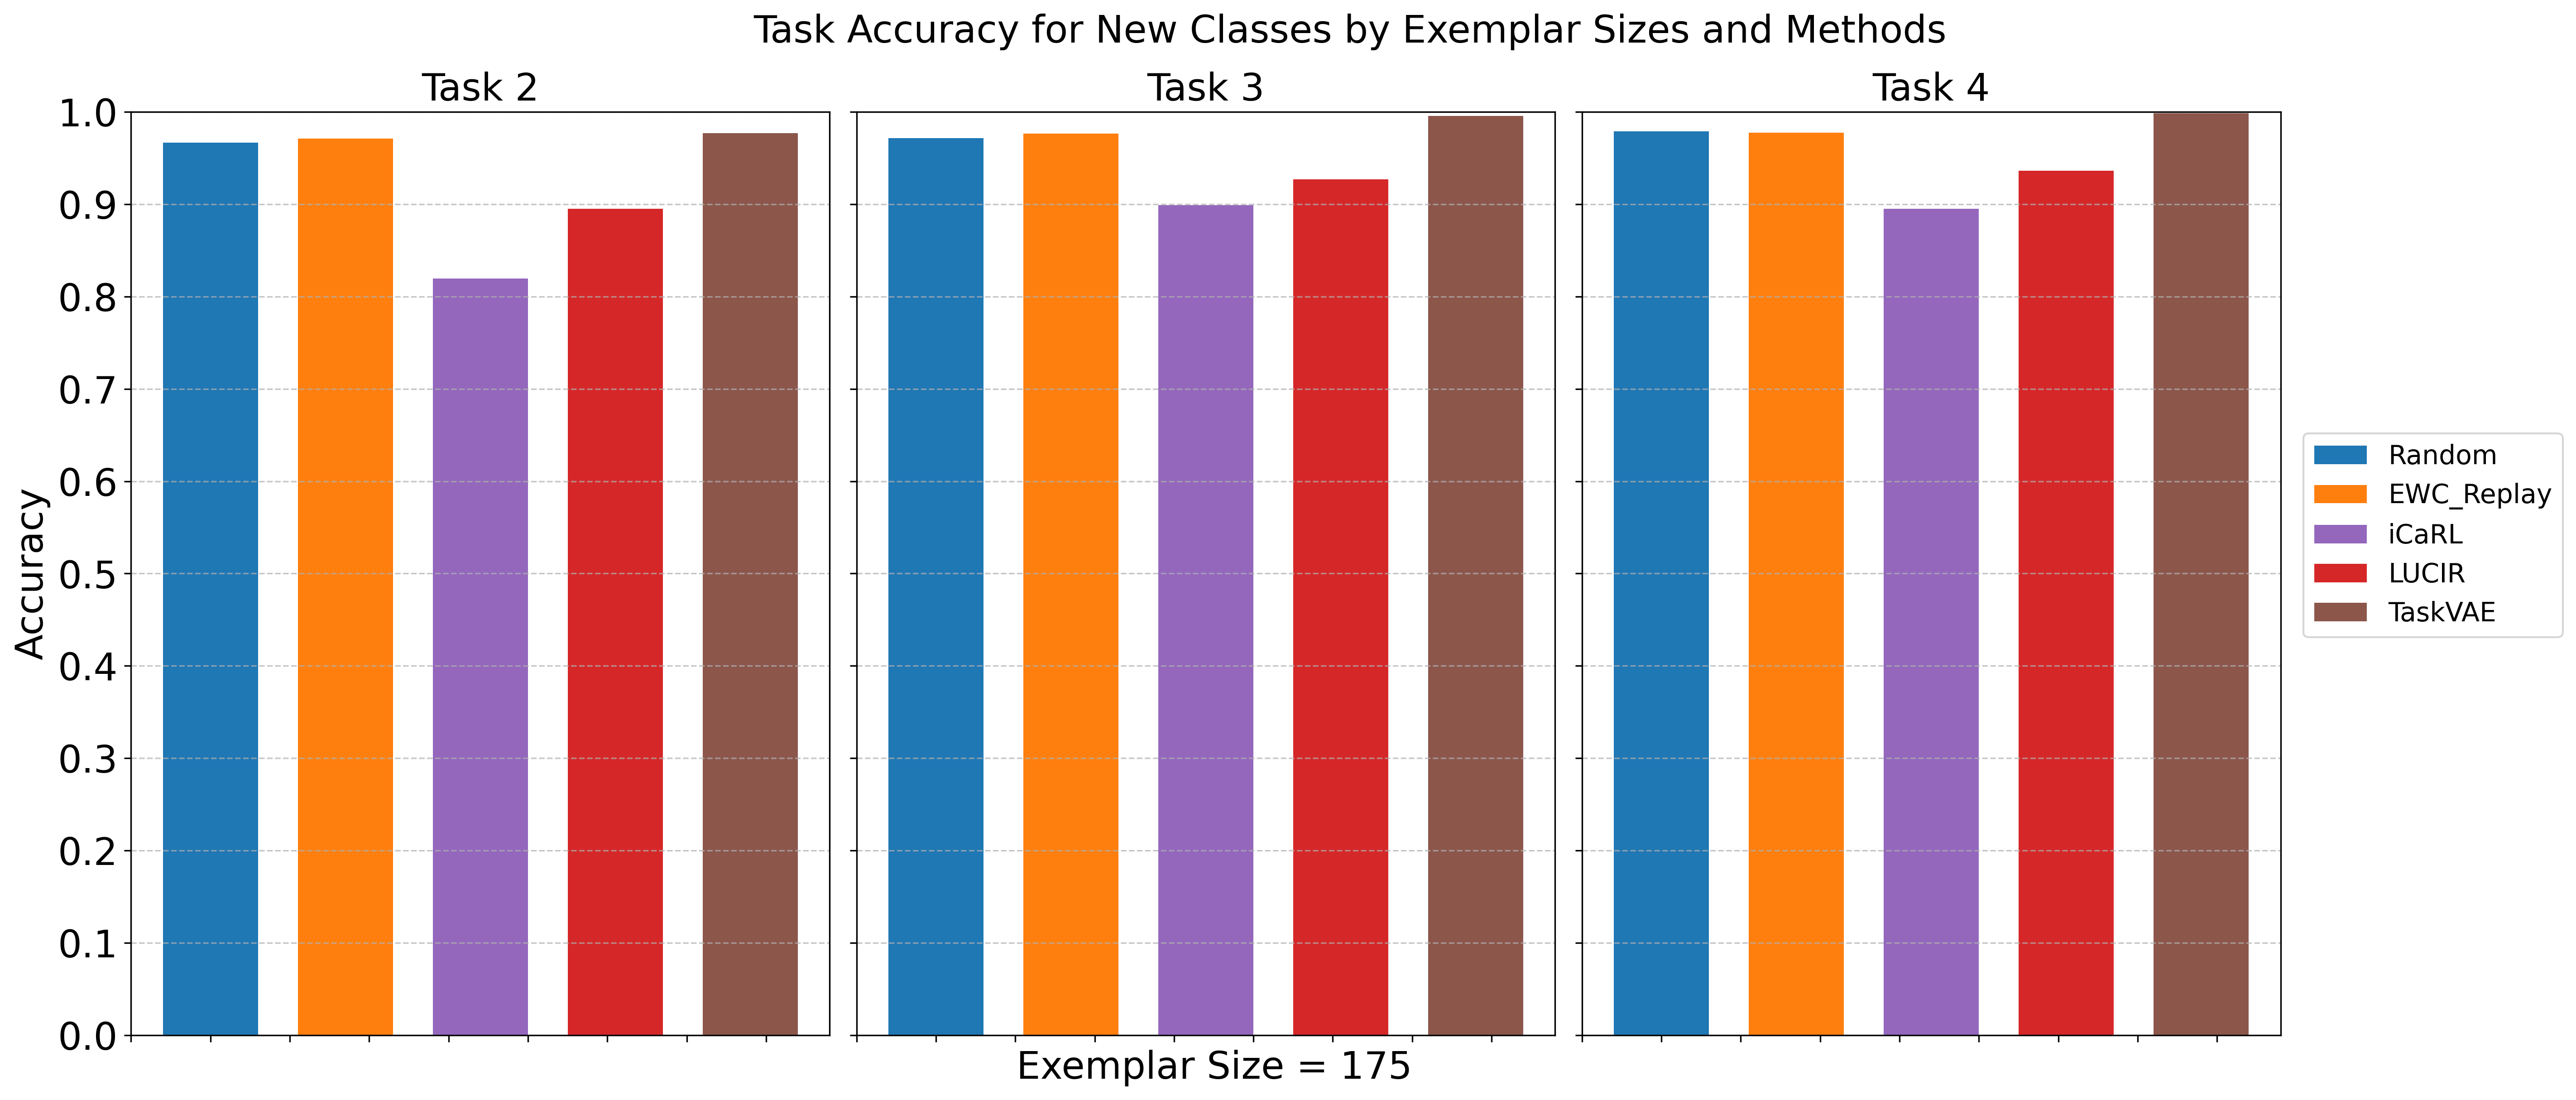 Task Accuracy for New Classes by Exemplar Sizes and Methods
Task 2
Task 3
Task 4
Accuracy
1.0
0.9
0.8
0.7
0.6
0.5
0.4
0.3
0.2
0.1
0.0
Exemplar Size = 175
Random
EWC_Replay
iCaRL
LUCIR
TaskVAE